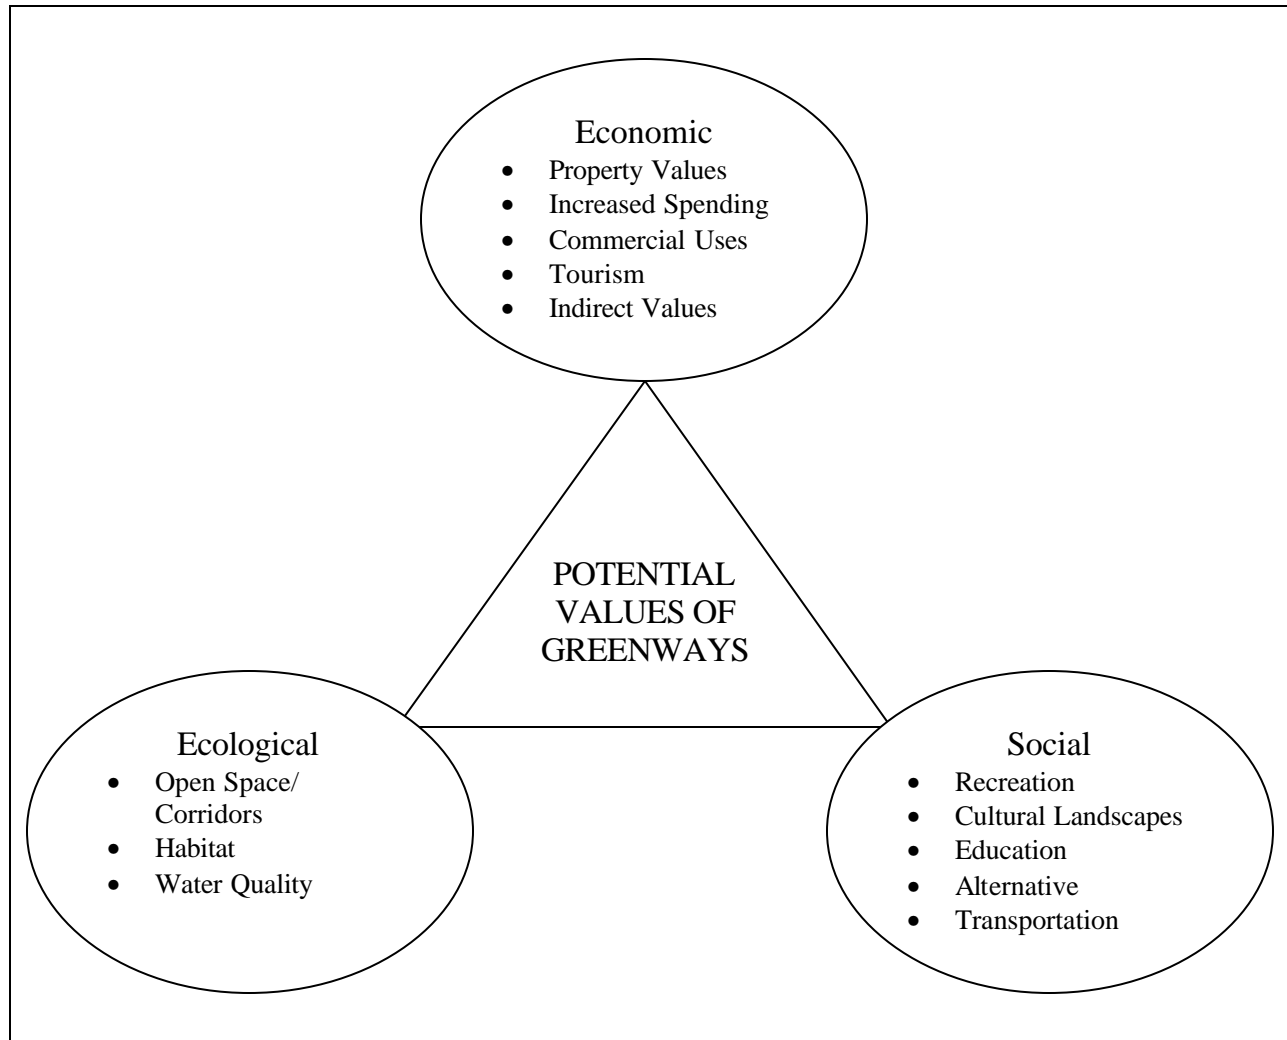 Economic
• Property Values
• Increased Spending
• Commercial Uses
• Tourism
• Indirect Values
POTENTIAL
VALUES OF
GREENWAYS
Ecological
• Open Space/
Corridors
• Habitat
• Water Quality
Social
• Recreation
• Cultural Landscapes
• Education
• Alternative
• Transportation